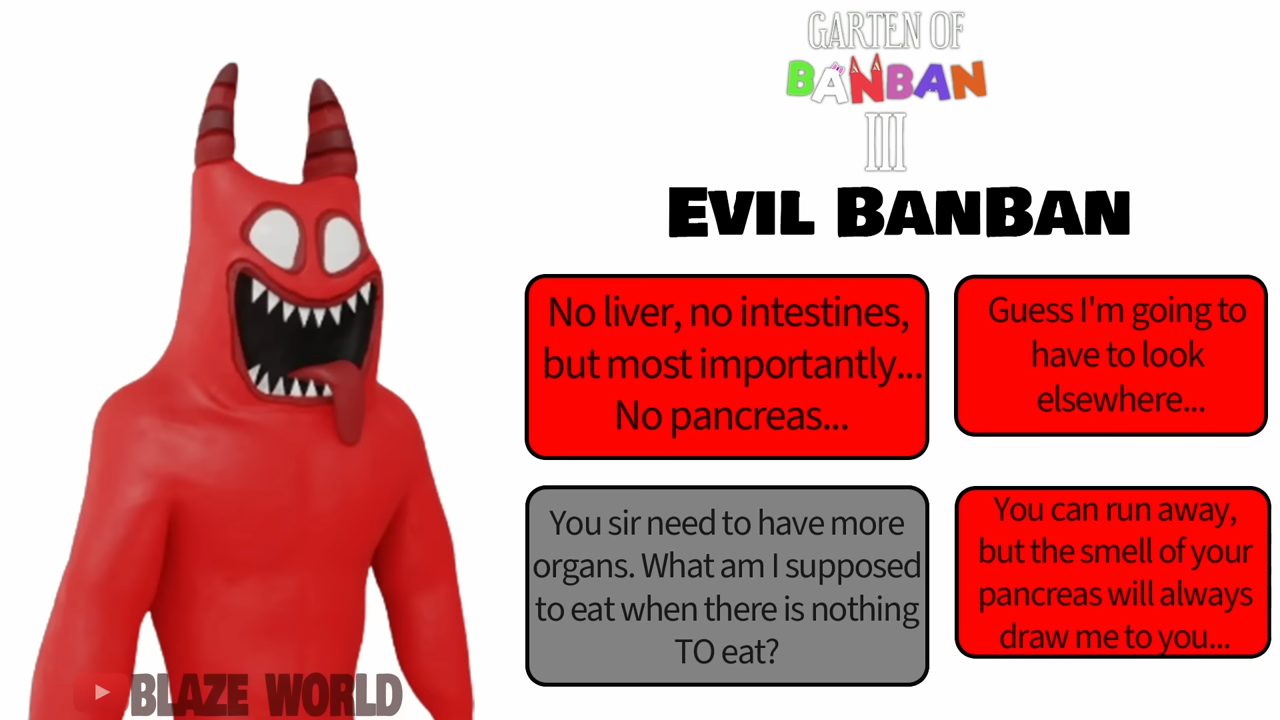 GARTEN OF
BANBAN
III
EVIL BANBAN
No liver, no intestines,
but most importantly...
No pancreas...
Guess I'm going to
have to look
elsewhere...
You sir need to have more
organs. What am I supposed
to eat when there is nothing
TO eat?
You can run away,
but the smell of your
pancreas will always
draw me to you...
BLAZE WORLD